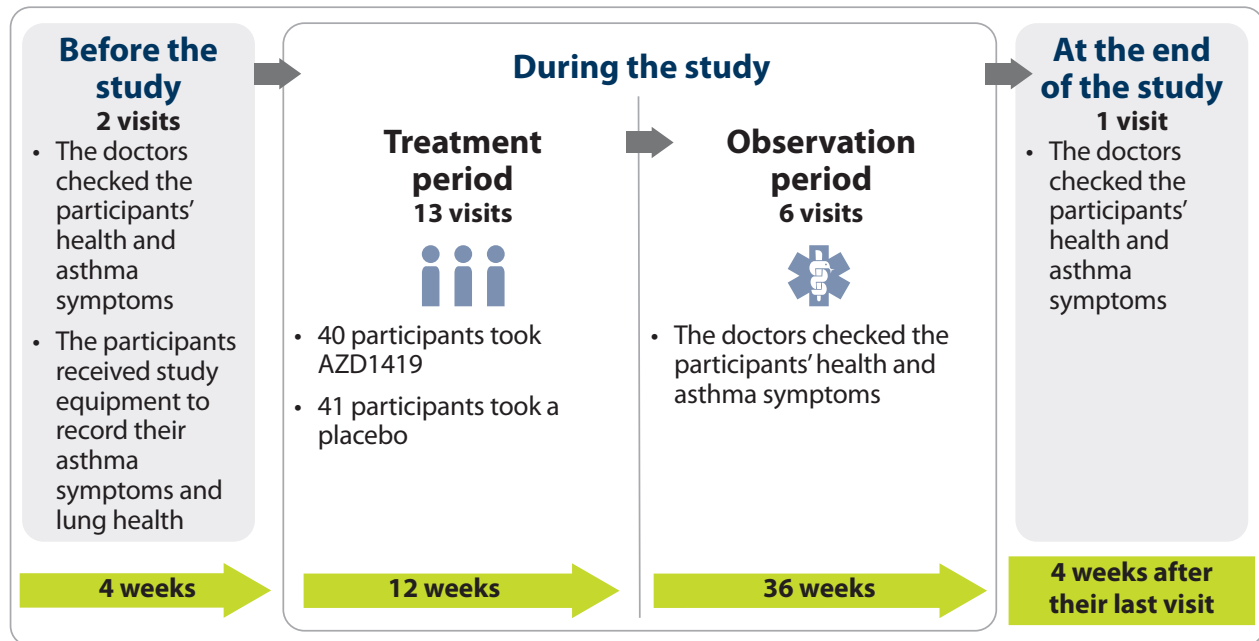 Before the
study
2 visits
• The doctors
checked the
participants’
health and
asthma
symptoms
• The participants
received study
equipment to
record their
asthma
symptoms and
lung health
4 weeks
During the study
Treatment
period
13 visits
• 40 participants took
AZD1419
• 41 participants took a
placebo
12 weeks
Observation
period
6 visits
• The doctors checked the
participants’ health and
asthma symptoms
36 weeks
At the end
of the study
1 visit
• The doctors
checked the
participants’
health and
asthma
symptoms
4 weeks after
their last visit